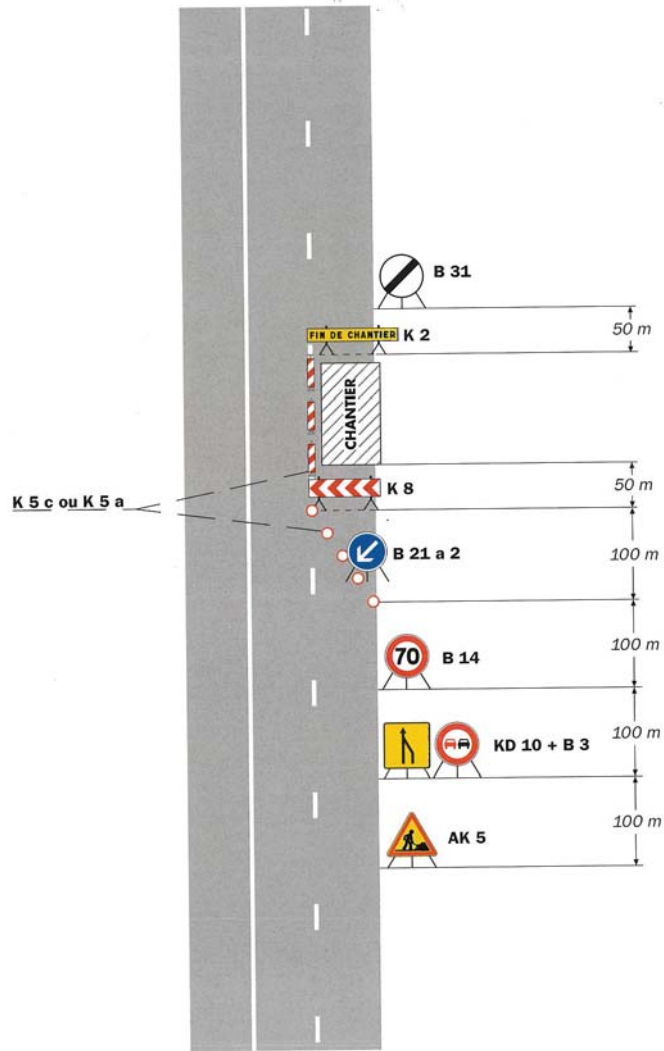 B 31
50 m
FIN DE CHANTIER
K 2
CHANTIER
50 m
K 8
K 5 c ou K 5 a
B 21 a 2
100 m
70
B 14
100 m
KD 10 + B 3
100 m
AK 5
100 m